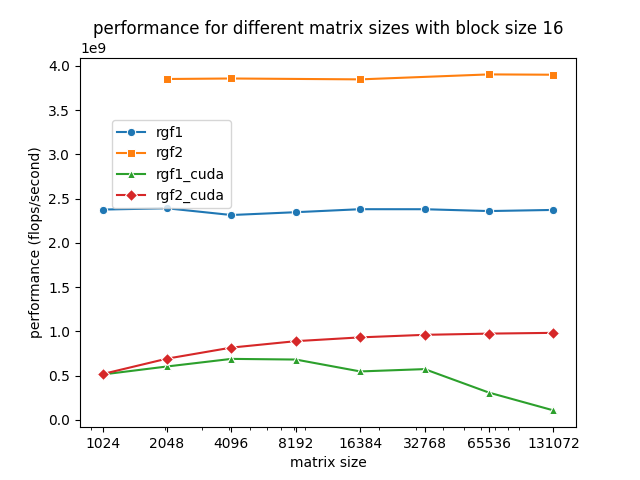 performance for different matrix sizes with block size 16
1e9
4.0
3.5
3.0
2.5
2.0
1.5
1.0
0.5
0.0
performance (flops/second)
rgf1
rgf2
rgf1_cuda
rgf2_cuda
1024 2048 4096 8192 16384 32768 65536 131072
matrix size